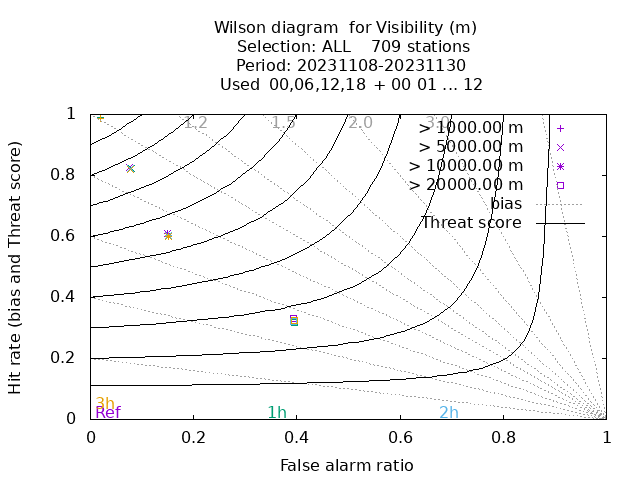 Wilson diagram  for Visibility (m)
Selection: ALL    709 stations
Period: 20231108-20231130
Used  00,06,12,18  + 00 01 ... 12
1
1.2
1.5
2.0
3.0
> 1000.00 m
> 5000.00 m
> 10000.00 m
> 20000.00 m
bias
Threat score
0.8
0.6
0.4
0.2
0
Hit rate (bias and Threat score)
3h
Ref
1h
2h
0
0.2
0.4
0.6
0.8
1
False alarm ratio